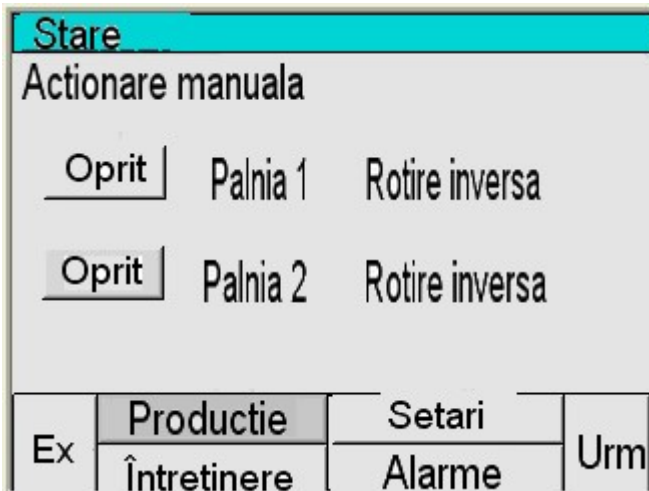 Stare
Actionare manuala
Oprit Palnia 1 Rotire inversa
Oprit Palnia 2 Rotire inversa
Ex Productie Setari Urm
Întretinere Alarme